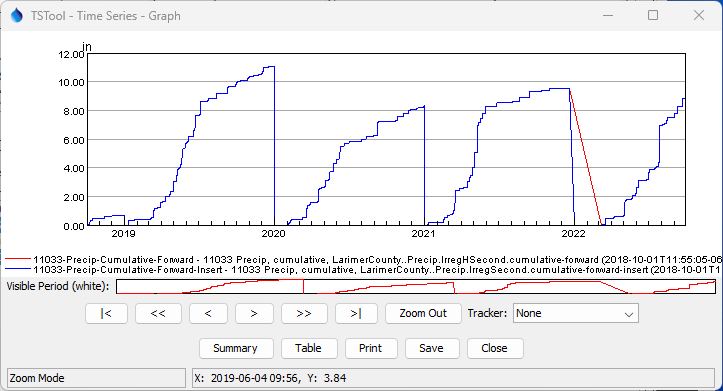 TSTool - Time Series - Graph
in
12.00
10.00
8.00
6.00
4.00
2.00
0.00
2019 2020 2021 2022
11033-Precip-Cumulative-Forward - 11033 Precip, cumulative, LarimerCounty..Precip.IrregHSecond.cumulative-forward (2018-10-01T11:55:05-06
11033-Precip-Cumulative-Forward-Insert - 11033 Precip, cumulative, LarimerCounty..Precip.IrregSecond.cumulative-forward-insert (2018-10-01T
Visible Period (white):
|< << < > >> >| Zoom Out Tracker: None
Summary Table Print Save Close
Zoom Mode X: 2019-06-04 09:56, Y: 3.84